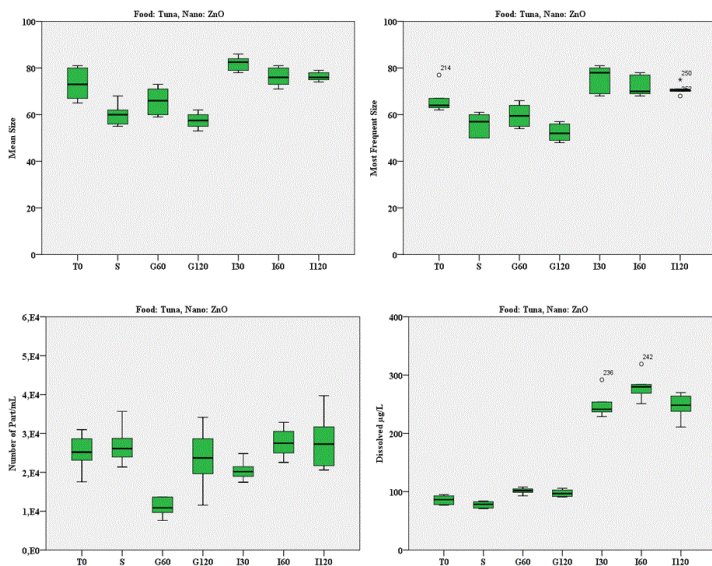 Food: Tuna, Nano: ZnO
Mean Size
100
80
60
40
20
0
T0 S G60 G120 I30 I60 I120
Food: Tuna, Nano: ZnO
Most Frequent Size
100
80
60
40
20
0
214
250
T0 S G60 G120 I30 I60 I120
Food: Tuna, Nano: ZnO
Number of Part/mL
6,E4
5,E4
4,E4
3,E4
2,E4
1,E4
0,E0
T0 S G60 G120 I30 I60 I120
Food: Tuna, Nano: ZnO
Dissolved µg/L
400
300
200
100
0
236
242
T0 S G60 G120 I30 I60 I120